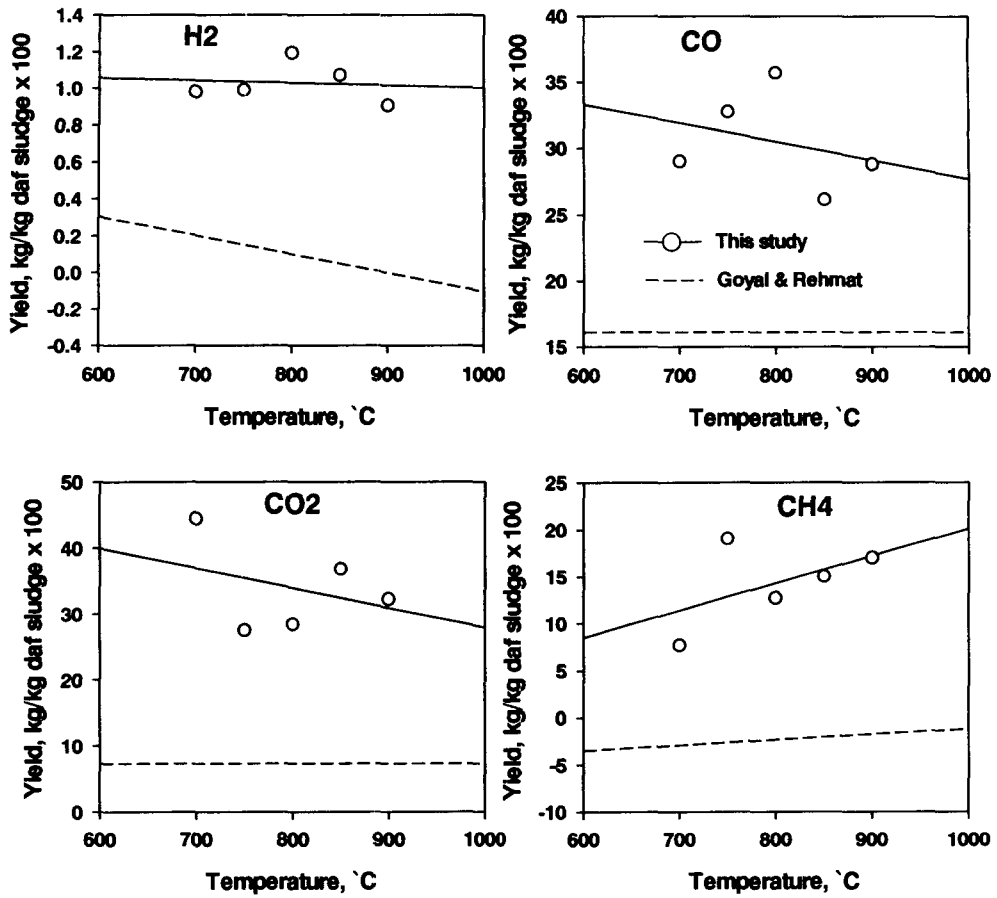 H2
Yield, kg/kg daf sludge x 100
1.4
1.2
1.0
0.8
0.6
0.4
0.2
0.0
-0.2
-0.4
600 700 800 900 1000
Temperature, `C
CO
Yield, kg/kg daf sludge x 100
40
35
30
25
20
15
This study
Goyal & Rehmat
600 700 800 900 1000
Temperature, `C
CO2
Yield, kg/kg daf sludge x 100
50
40
30
20
10
0
600 700 800 900 1000
Temperature, `C
CH4
Yield, kg/kg daf sludge x 100
25
20
15
10
5
0
-5
-10
600 700 800 900 1000
Temperature, `C